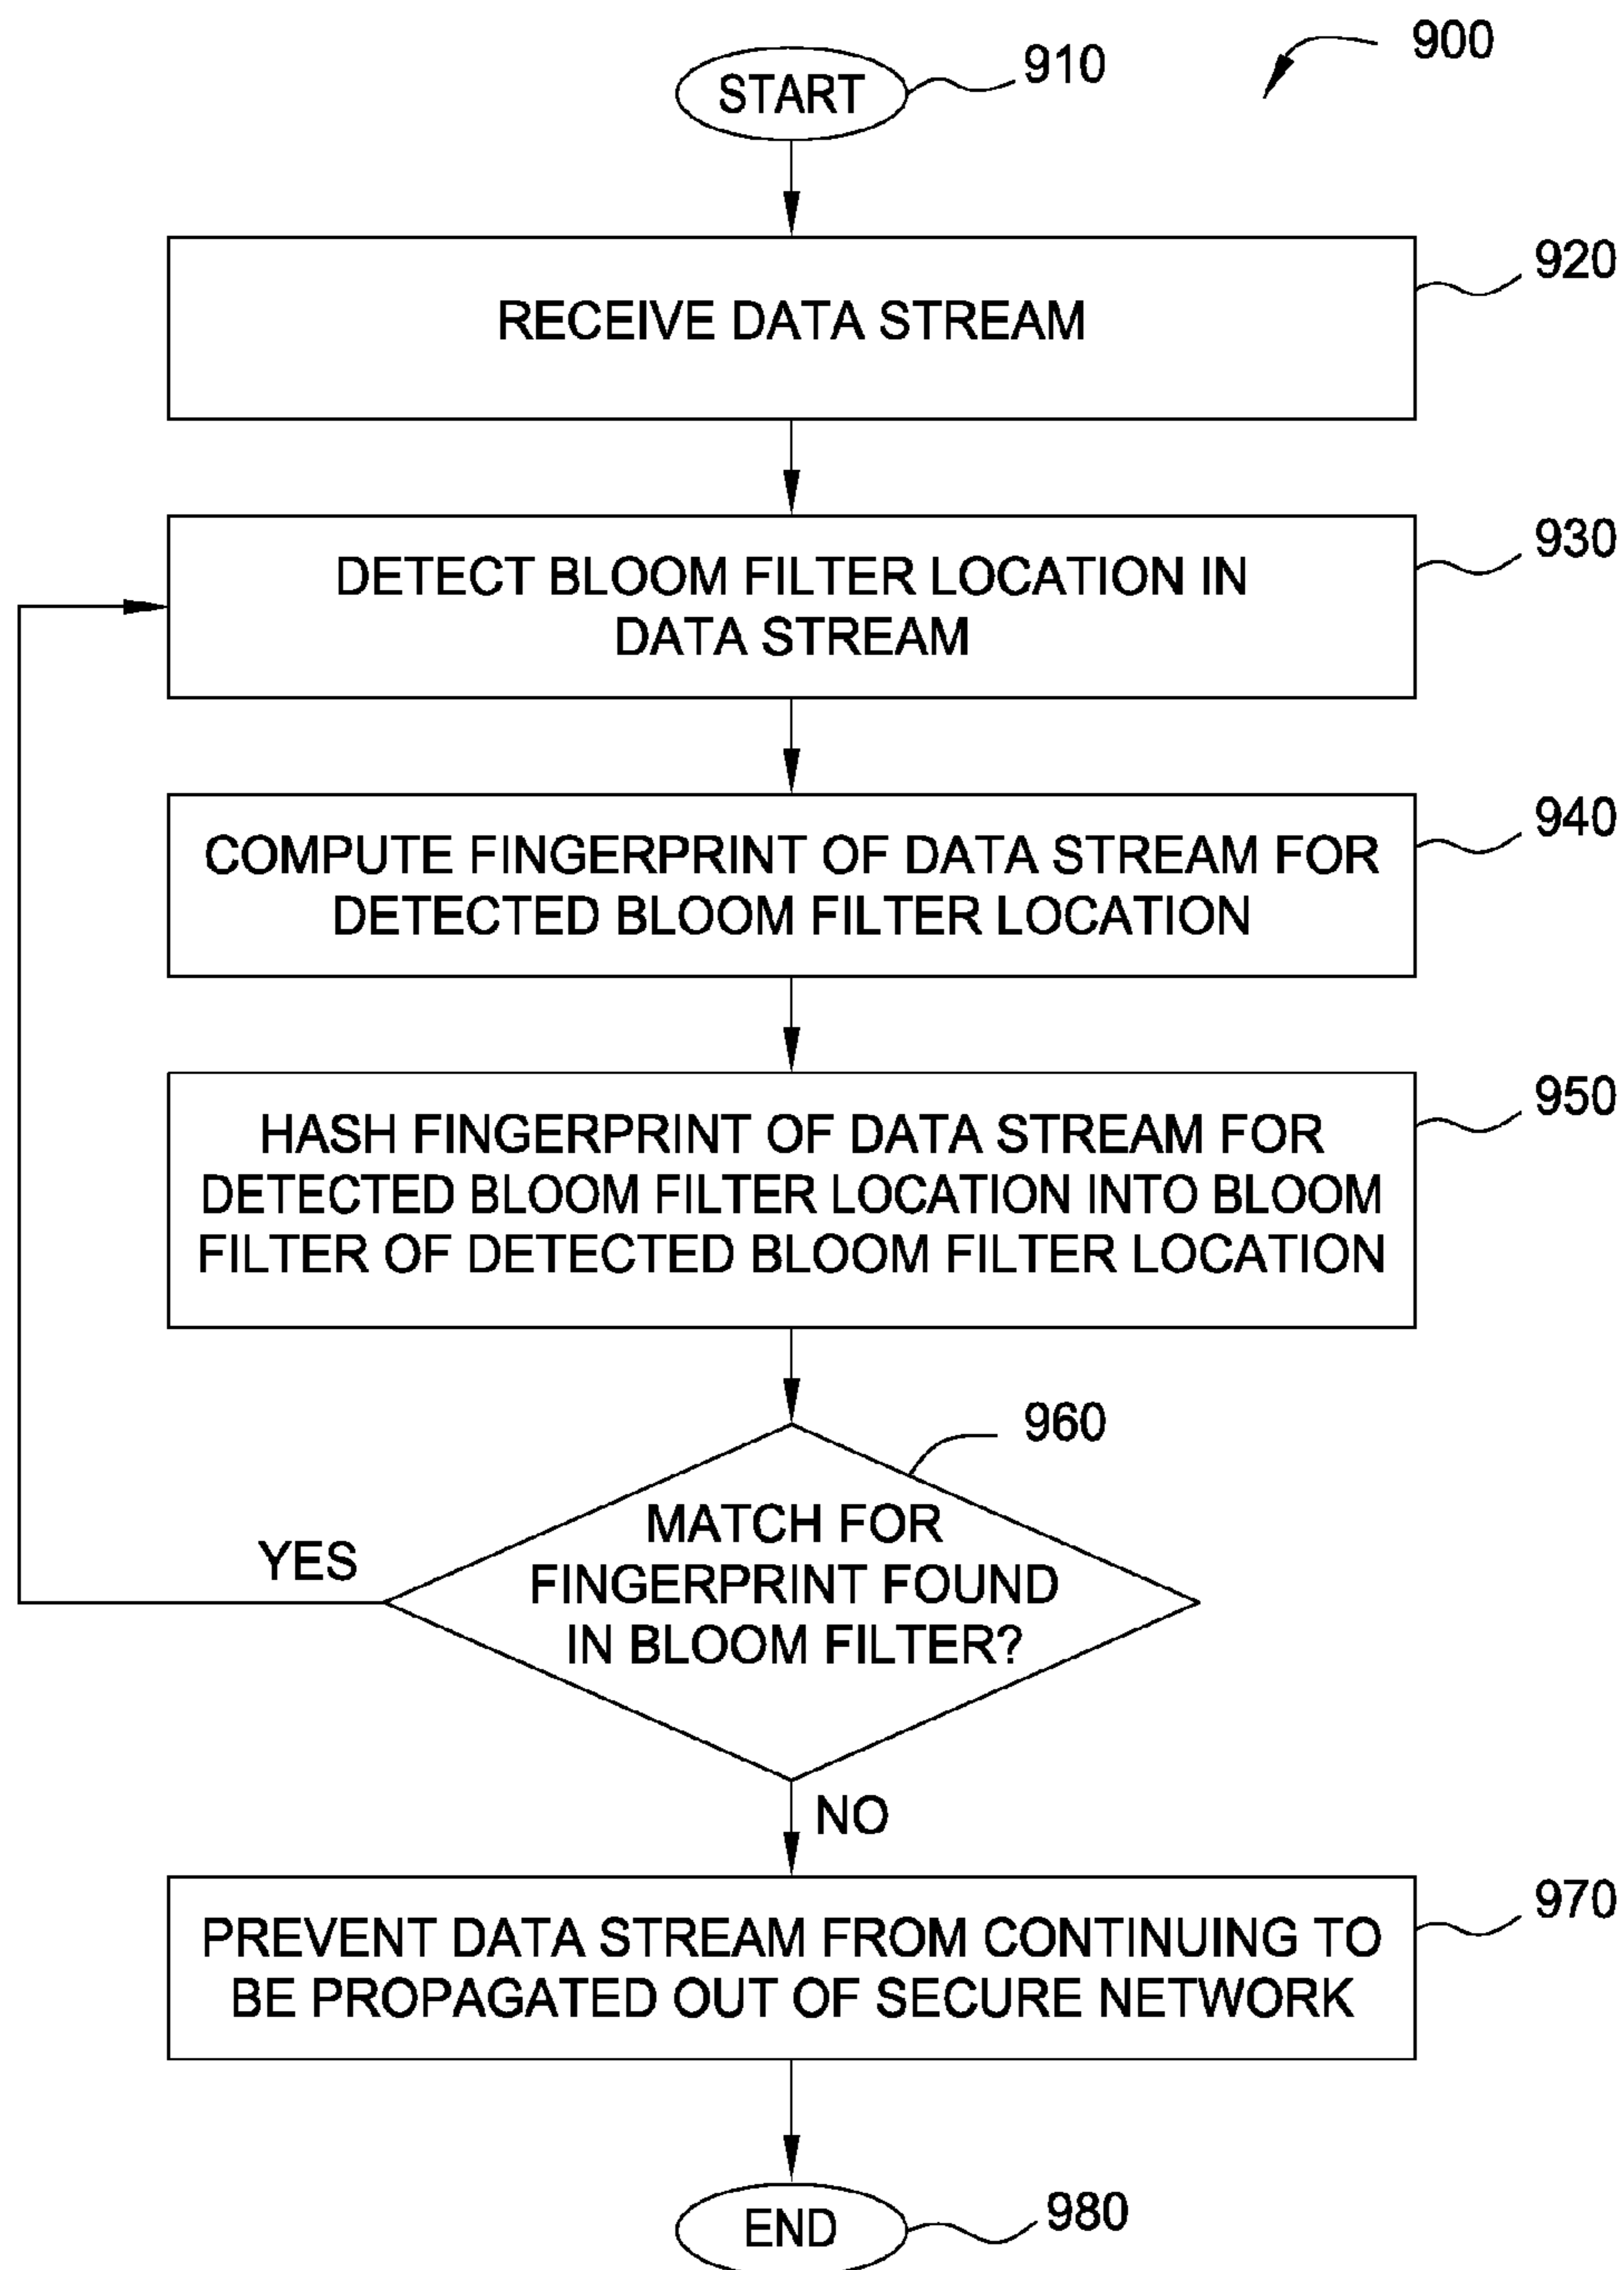 900
START
910
RECEIVE DATA STREAM
920
DETECT BLOOM FILTER LOCATION IN
DATA STREAM
930
COMPUTE FINGERPRINT OF DATA STREAM FOR
DETECTED BLOOM FILTER LOCATION
940
HASH FINGERPRINT OF DATA STREAM FOR
DETECTED BLOOM FILTER LOCATION INTO BLOOM
FILTER OF DETECTED BLOOM FILTER LOCATION
950
MATCH FOR
FINGERPRINT FOUND
IN BLOOM FILTER?
960
YES
NO
PREVENT DATA STREAM FROM CONTINUING TO
BE PROPAGATED OUT OF SECURE NETWORK
970
END
980